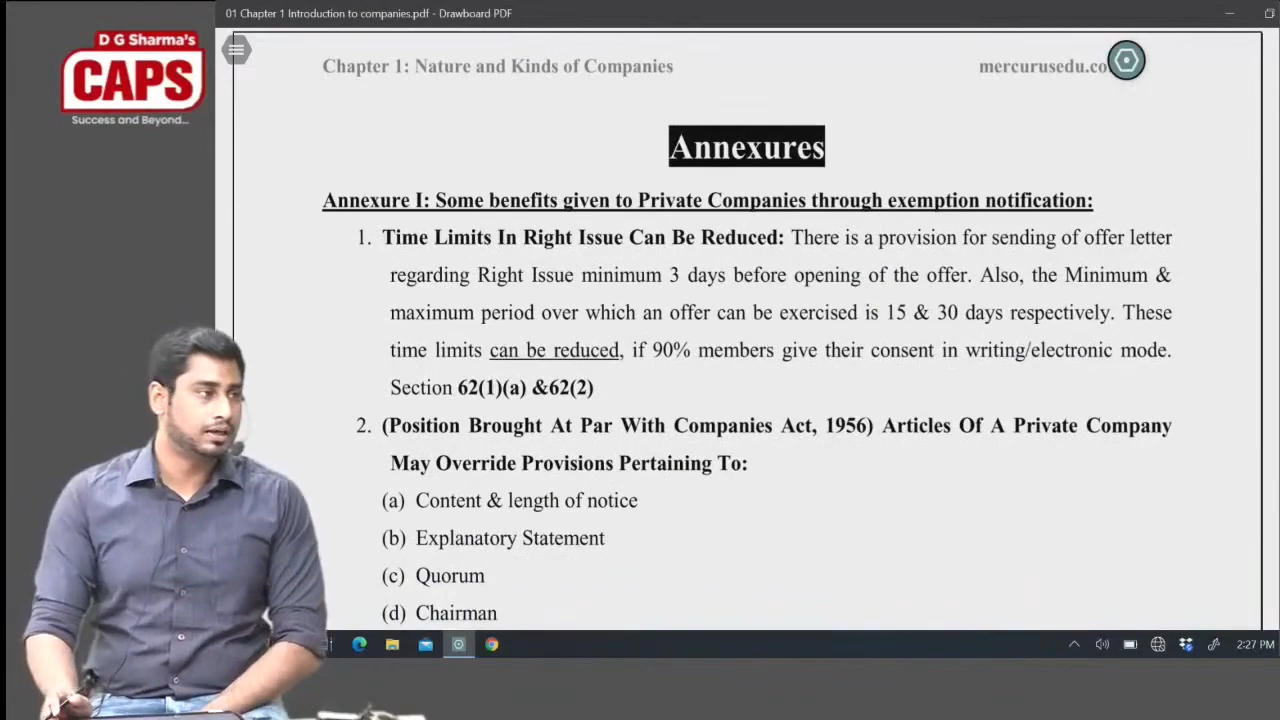 01 Chapter 1 Introduction to companies.pdf - Drawboard PDF
D G Sharma's
CAPS
Success and Beyond...
Chapter 1: Nature and Kinds of Companies
mercurusedu.co
Annexures
Annexure I: Some benefits given to Private Companies through exemption notification:
1. Time Limits In Right Issue Can Be Reduced: There is a provision for sending of offer letter
regarding Right Issue minimum 3 days before opening of the offer. Also, the Minimum &
maximum period over which an offer can be exercised is 15 & 30 days respectively. These
time limits can be reduced, if 90% members give their consent in writing/electronic mode.
Section 62(1)(a) &62(2)
2. (Position Brought At Par With Companies Act, 1956) Articles Of A Private Company
May Override Provisions Pertaining To:
(a) Content & length of notice
(b) Explanatory Statement
(c) Quorum
(d) Chairman
2:27 PM